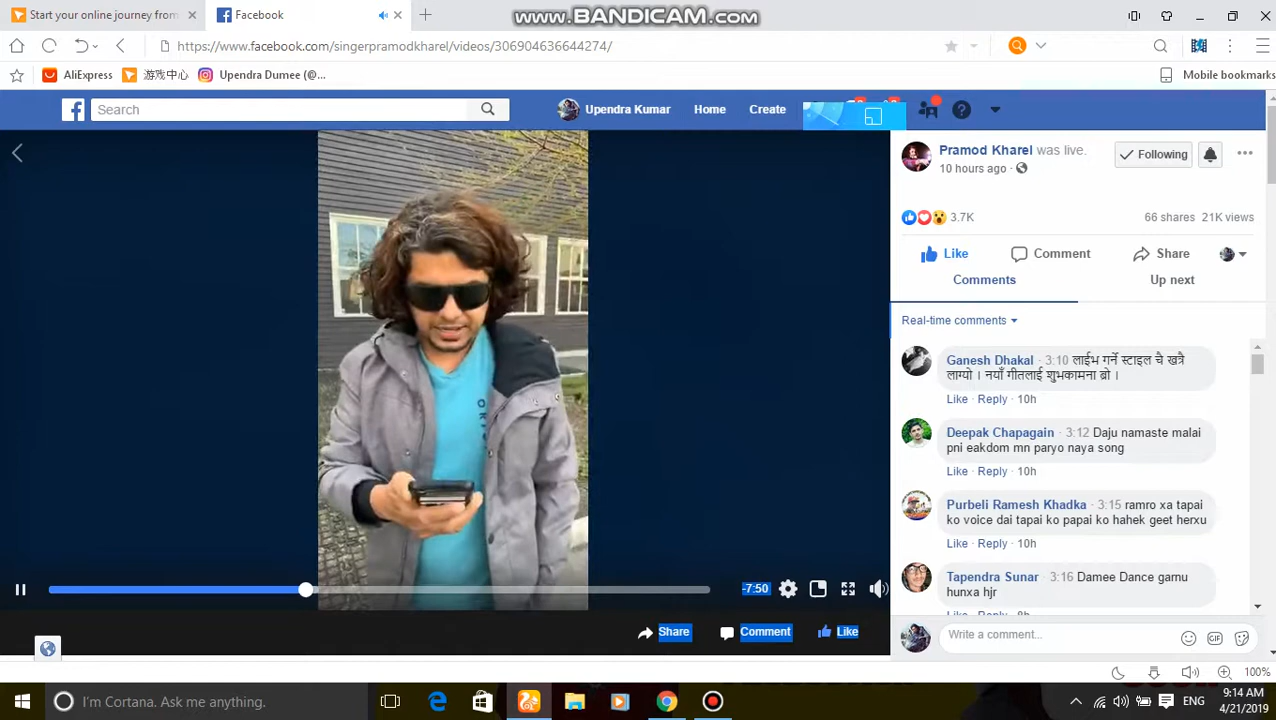 Start your online journey from
Facebook
www.BANDICAM.com
https://www.facebook.com/singerpramodkharel/videos/306904636644274/
AliExpress
游戏中心
Upendra Dumee (@...
Mobile bookmarks
Search
Upendra Kumar
Home
Create
Pramod Kharel was live.
10 hours ago
Following
3.7K
66 shares 21K views
Like
Comment
Share
Comments
Up next
Real-time comments
Ganesh Dhakal · 3:10 लाईभ गर्ने स्टाइल चै खत्रै
लाग्यो । नयाँ गीतलाई शुभकामना ब्रो ।
Like · Reply · 10h
Deepak Chapagain · 3:12 Daju namaste malai
pni eakdom mn paryo naya song
Like · Reply · 10h
Purbeli Ramesh Khadka · 3:15 ramro xa tapai
ko voice dai tapai ko papai ko hahek geet herxu
Like · Reply · 10h
Tapendra Sunar · 3:16 Damee Dance garnu
hunxa hjr
Like · Reply · 8h
-7:50
Share
Comment
Like
Write a comment...
GIF
100%
I'm Cortana. Ask me anything.
ENG
9:14 AM
4/21/2019